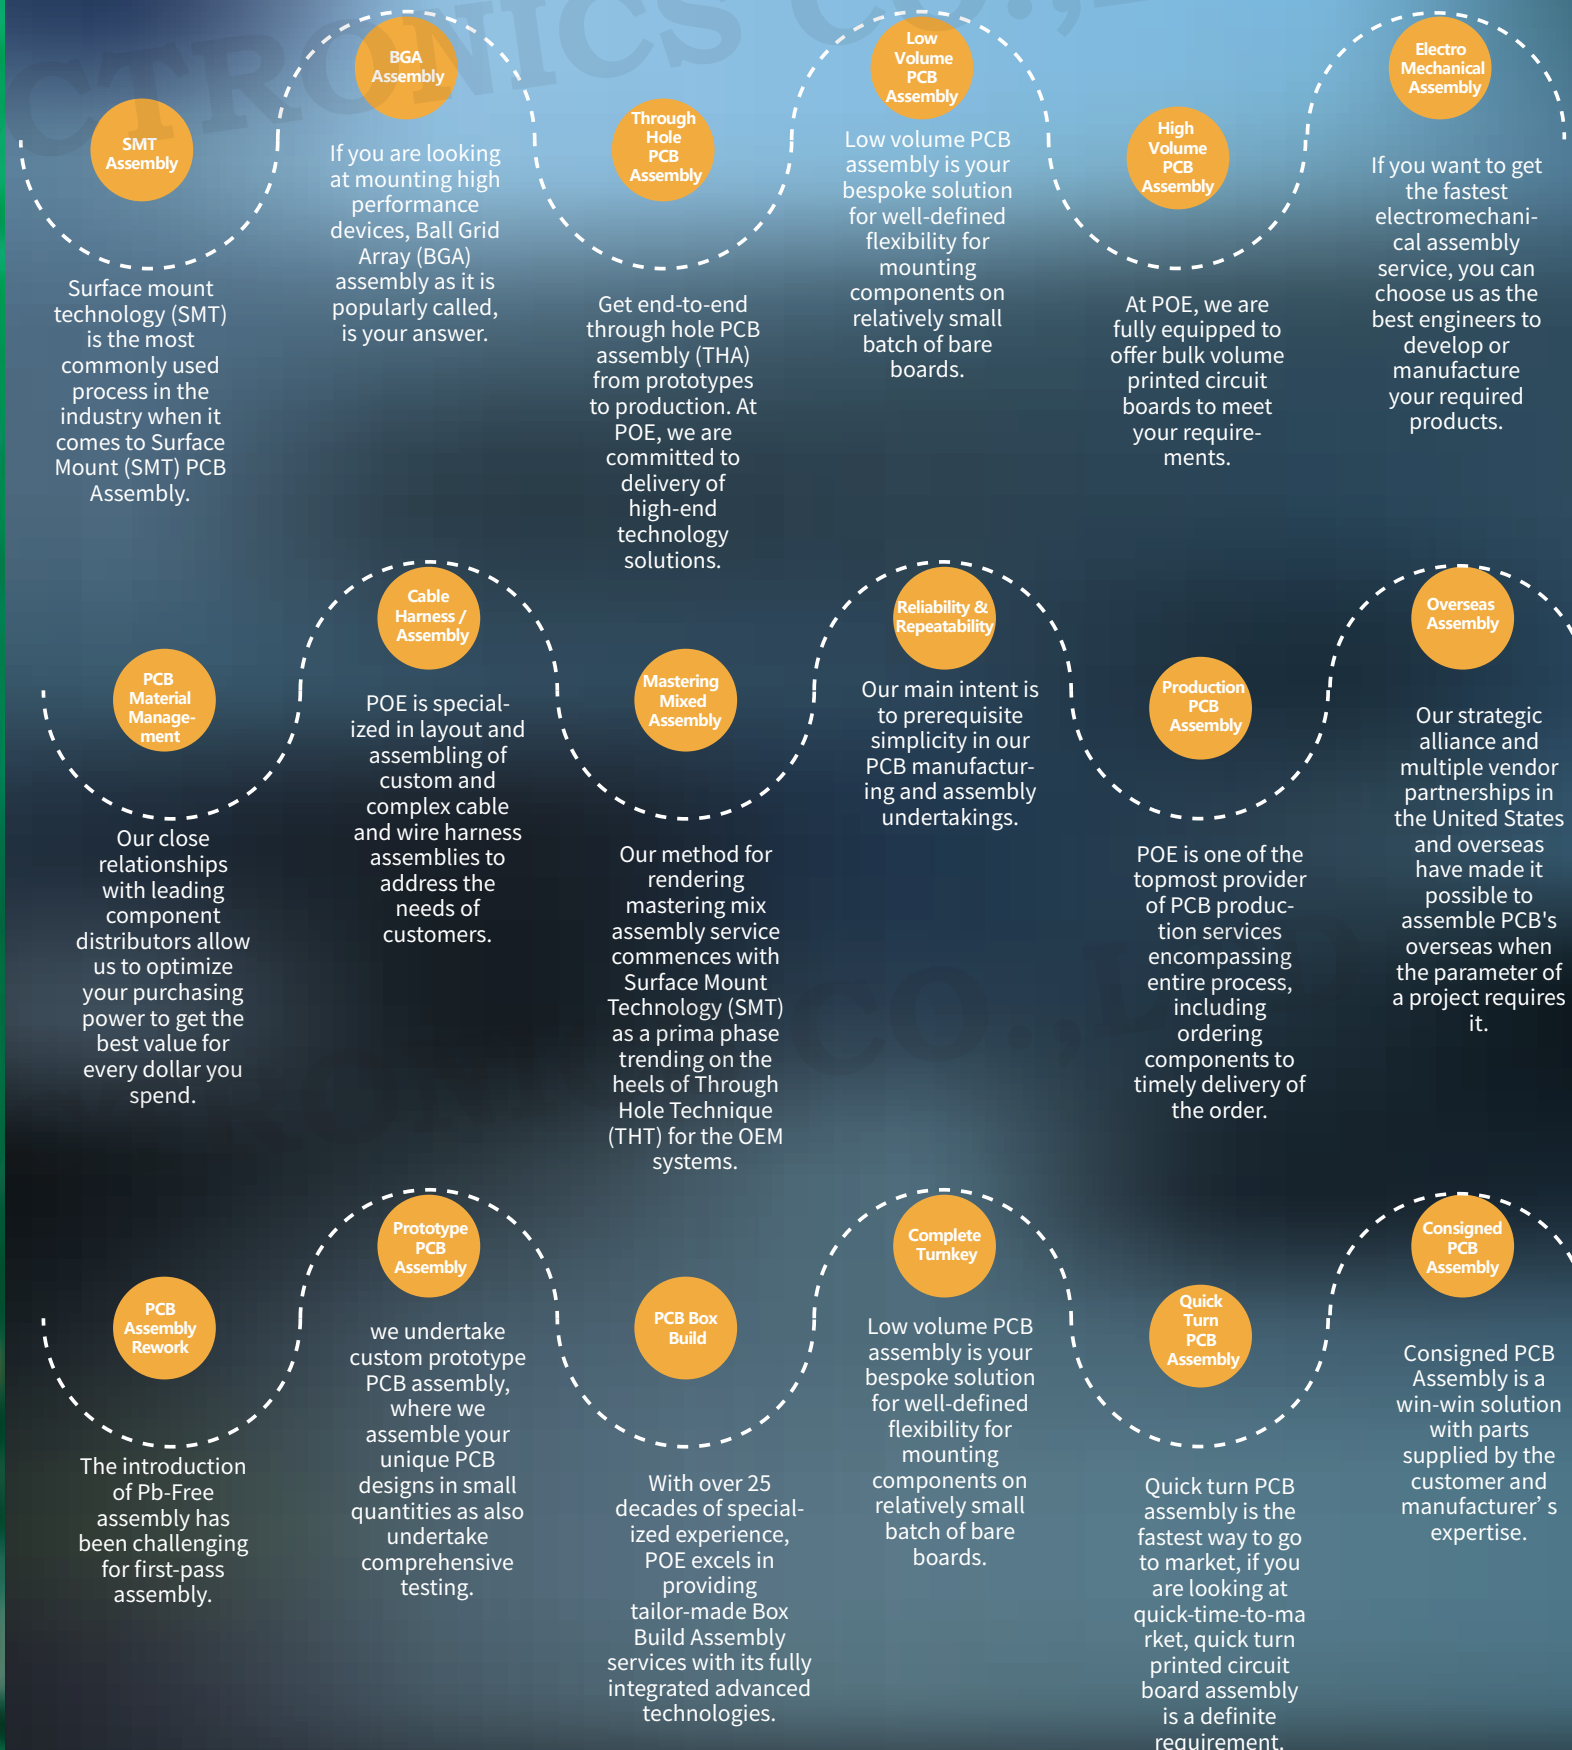 CTRONICS CO.,
SMT
Assembly
Surface mount
technology (SMT)
is the most
commonly used
process in the
industry when it
comes to Surface
Mount (SMT) PCB
Assembly.
BGA
Assembly
If you are looking
at mounting high
performance
devices, Ball Grid
Array (BGA)
assembly as it is
popularly called,
is your answer.
Through
Hole
PCB
Assembly
Get end-to-end
through hole PCB
assembly (THA)
from prototypes
to production. At
POE, we are
committed to
delivery of
high-end
technology
solutions.
Low
Volume
PCB
Assembly
Low volume PCB
assembly is your
bespoke solution
for well-defined
flexibility for
mounting
components on
relatively small
batch of bare
boards.
High
Volume
PCB
Assembly
At POE, we are
fully equipped to
offer bulk volume
printed circuit
boards to meet
your require-
ments.
Electro
Mechanical
Assembly
If you want to get
the fastest
electromechani-
cal assembly
service, you can
choose us as the
best engineers to
develop or
manufacture
your required
products.
PCB
Material
Manage-
ment
Our close
relationships
with leading
component
distributors allow
us to optimize
your purchasing
power to get the
best value for
every dollar you
spend.
Cable
Harness /
Assembly
POE is special-
ized in layout and
assembling of
custom and
complex cable
and wire harness
assemblies to
address the
needs of
customers.
Mastering
Mixed
Assembly
Our method for
rendering
mastering mix
assembly service
commences with
Surface Mount
Technology (SMT)
as a prima phase
trending on the
heels of Through
Hole Technique
(THT) for the OEM
systems.
Reliability &
Repeatability
Our main intent is
to prerequisite
simplicity in our
PCB manufactur-
ing and assembly
undertakings.
Production
PCB
Assembly
POE is one of the
topmost provider
of PCB produc-
tion services
encompassing
entire process,
including
ordering
components to
timely delivery of
the order.
Overseas
Assembly
Our strategic
alliance and
multiple vendor
partnerships in
the United States
and overseas
have made it
possible to
assemble PCB's
overseas when
the parameter of
a project requires
it.
CO.,
PCB
Assembly
Rework
The introduction
of Pb-Free
assembly has
been challenging
for first-pass
assembly.
Prototype
PCB
Assembly
we undertake
custom prototype
PCB assembly,
where we
assemble your
unique PCB
designs in small
quantities as also
undertake
comprehensive
testing.
PCB Box
Build
With over 25
decades of special-
ized experience,
POE excels in
providing
tailor-made Box
Build Assembly
services with its fully
integrated advanced
technologies.
Complete
Turnkey
Low volume PCB
assembly is your
bespoke solution
for well-defined
flexibility for
mounting
components on
relatively small
batch of bare
boards.
Quick
Turn
PCB
Assembly
Quick turn PCB
assembly is the
fastest way to go
to market, if you
are looking at
quick-time-to-ma
rket, quick turn
printed circuit
board assembly
is a definite
requirement.
Consigned
PCB
Assembly
Consigned PCB
Assembly is a
win-win solution
with parts
supplied by the
customer and
manufacturer's
expertise.